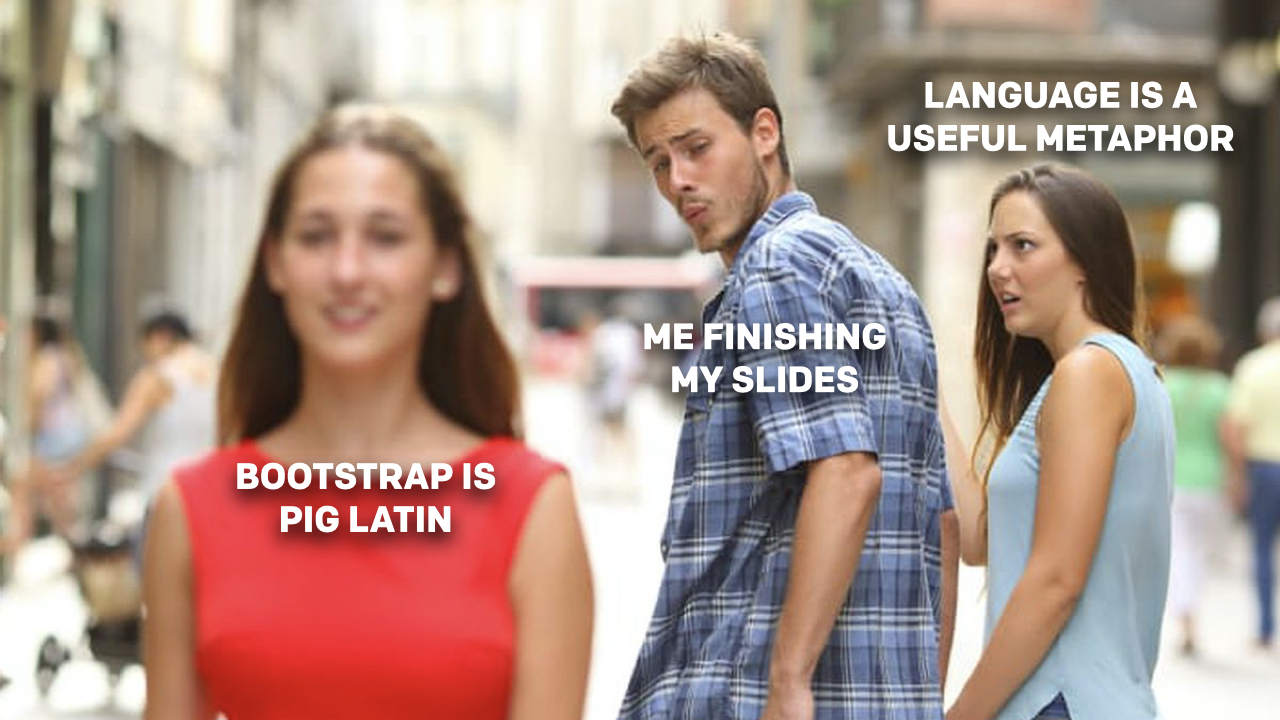 LANGUAGE IS A
USEFUL METAPHOR
ME FINISHING
MY SLIDES
BOOTSTRAP IS
PIG LATIN